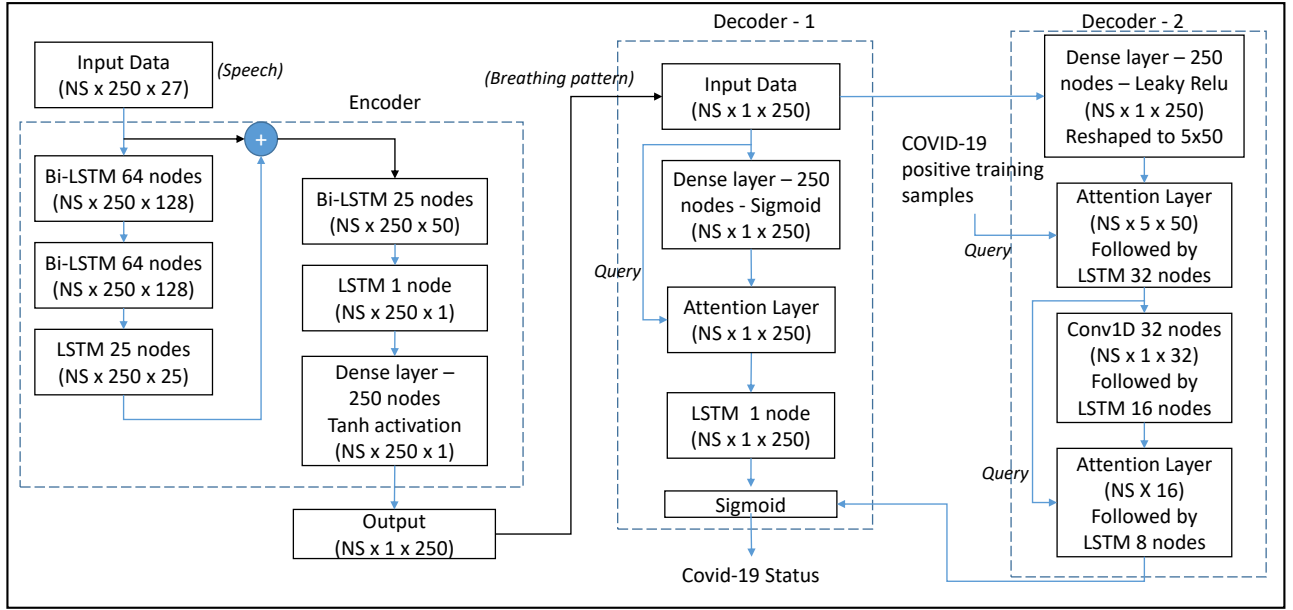 Input Data
(NS x 250 x 27)
(Speech)
Encoder
+
Bi-LSTM 64 nodes
(NS x 250 x 128)
Bi-LSTM 64 nodes
(NS x 250 x 128)
LSTM 25 nodes
(NS x 250 x 25)
Bi-LSTM 25 nodes
(NS x 250 x 50)
LSTM 1 node
(NS x 250 x 1)
Dense layer –
250 nodes
Tanh activation
(NS x 250 x 1)
Output
(NS x 1 x 250)
(Breathing pattern)
Decoder - 1
Input Data
(NS x 1 x 250)
Dense layer – 250
nodes - Sigmoid
(NS x 1 x 250)
Query
Attention Layer
(NS x 1 x 250)
LSTM 1 node
(NS x 1 x 250)
Sigmoid
Covid-19 Status
Decoder - 2
Dense layer – 250
nodes – Leaky Relu
(NS x 1 x 250)
Reshaped to 5x50
COVID-19
positive training
samples
Query
Attention Layer
(NS x 5 x 50)
Followed by
LSTM 32 nodes
Conv1D 32 nodes
(NS x 1 x 32)
Followed by
LSTM 16 nodes
Query
Attention Layer
(NS X 16)
Followed by
LSTM 8 nodes